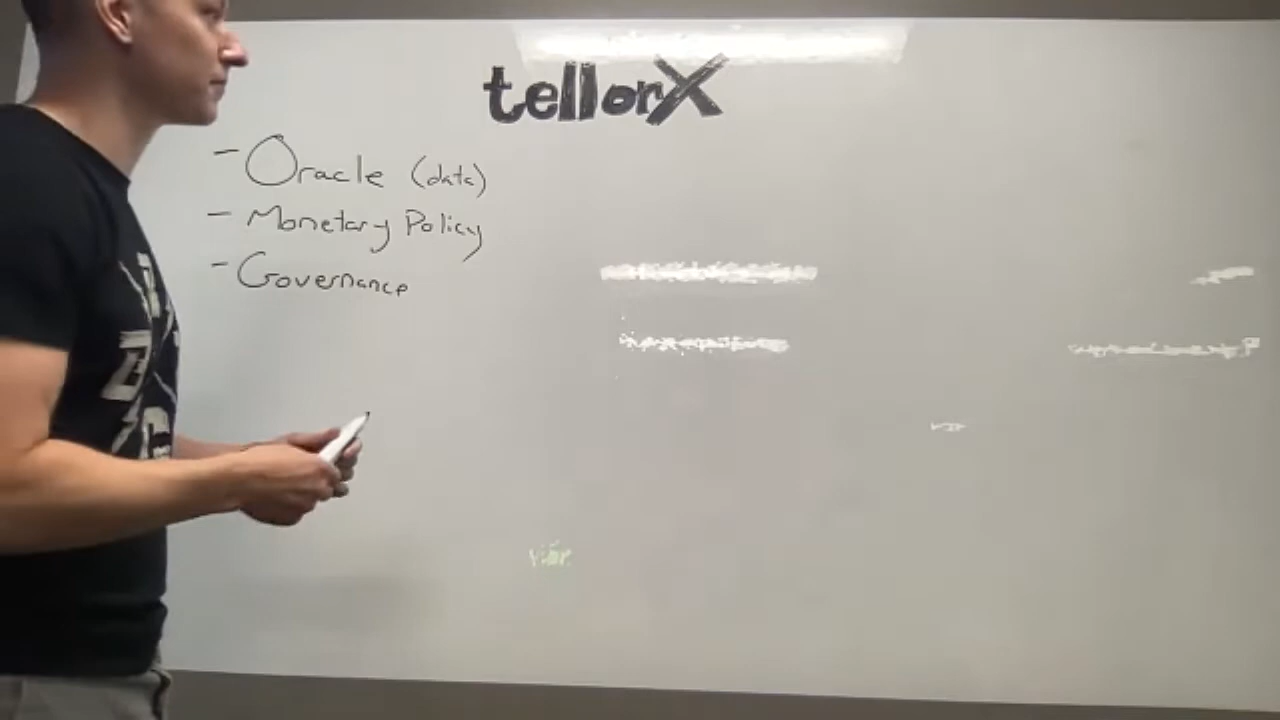 tellorX
- Oracle (data)
- Monetary Policy
- Governance